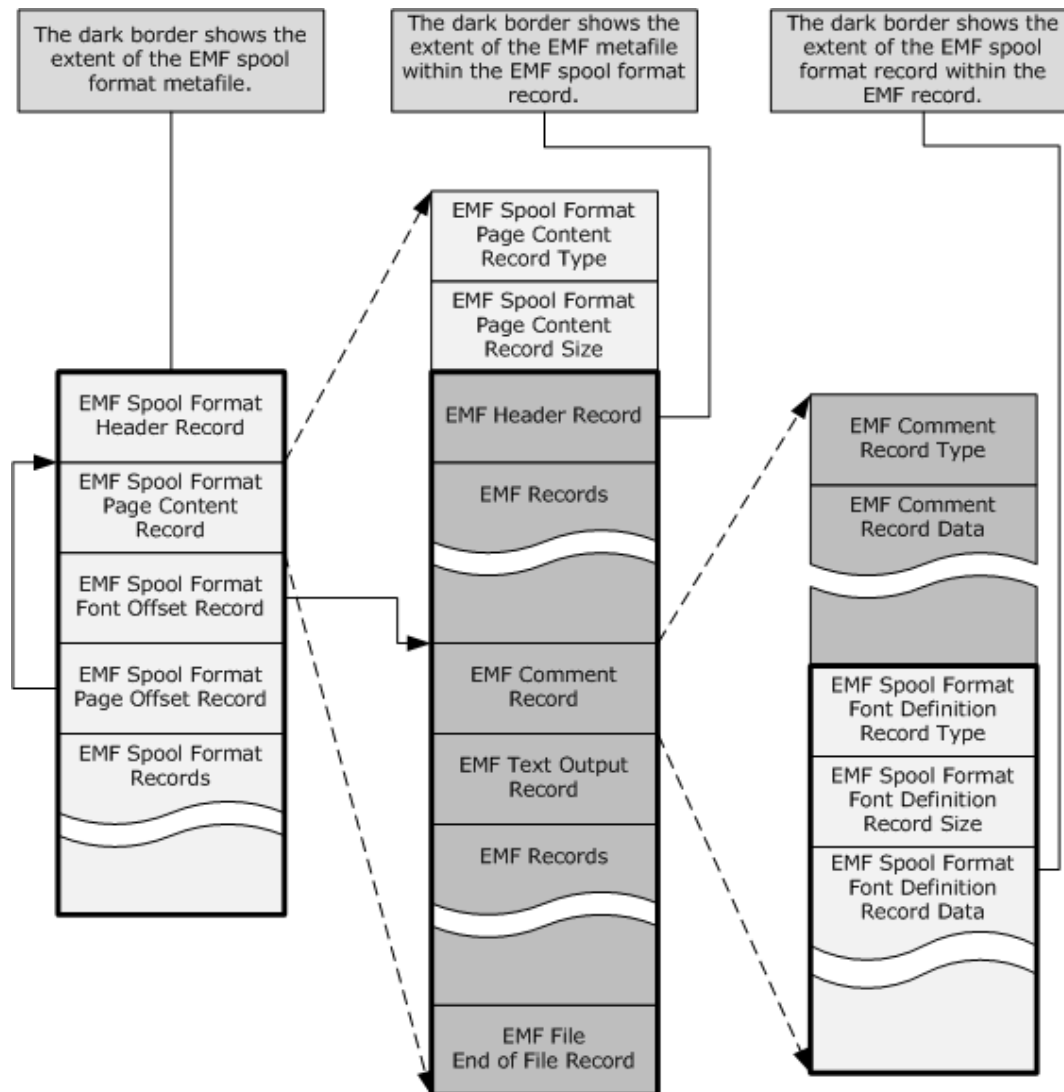 The dark border shows the
extent of the EMF spool
format metafile.
The dark border shows the
extent of the EMF metafile
within the EMF spool format
record.
The dark border shows the
extent of the EMF spool
format record within the
EMF record.
EMF Spool Format
Header Record
EMF Spool Format
Page Content
Record
EMF Spool Format
Font Offset Record
EMF Spool Format
Page Offset Record
EMF Spool Format
Records
EMF Spool Format
Page Content
Record Type
EMF Spool Format
Page Content
Record Size
EMF Header Record
EMF Records
EMF Comment
Record
EMF Text Output
Record
EMF Records
EMF File
End of File Record
EMF Comment
Record Type
EMF Comment
Record Data
EMF Spool Format
Font Definition
Record Type
EMF Spool Format
Font Definition
Record Size
EMF Spool Format
Font Definition
Record Data